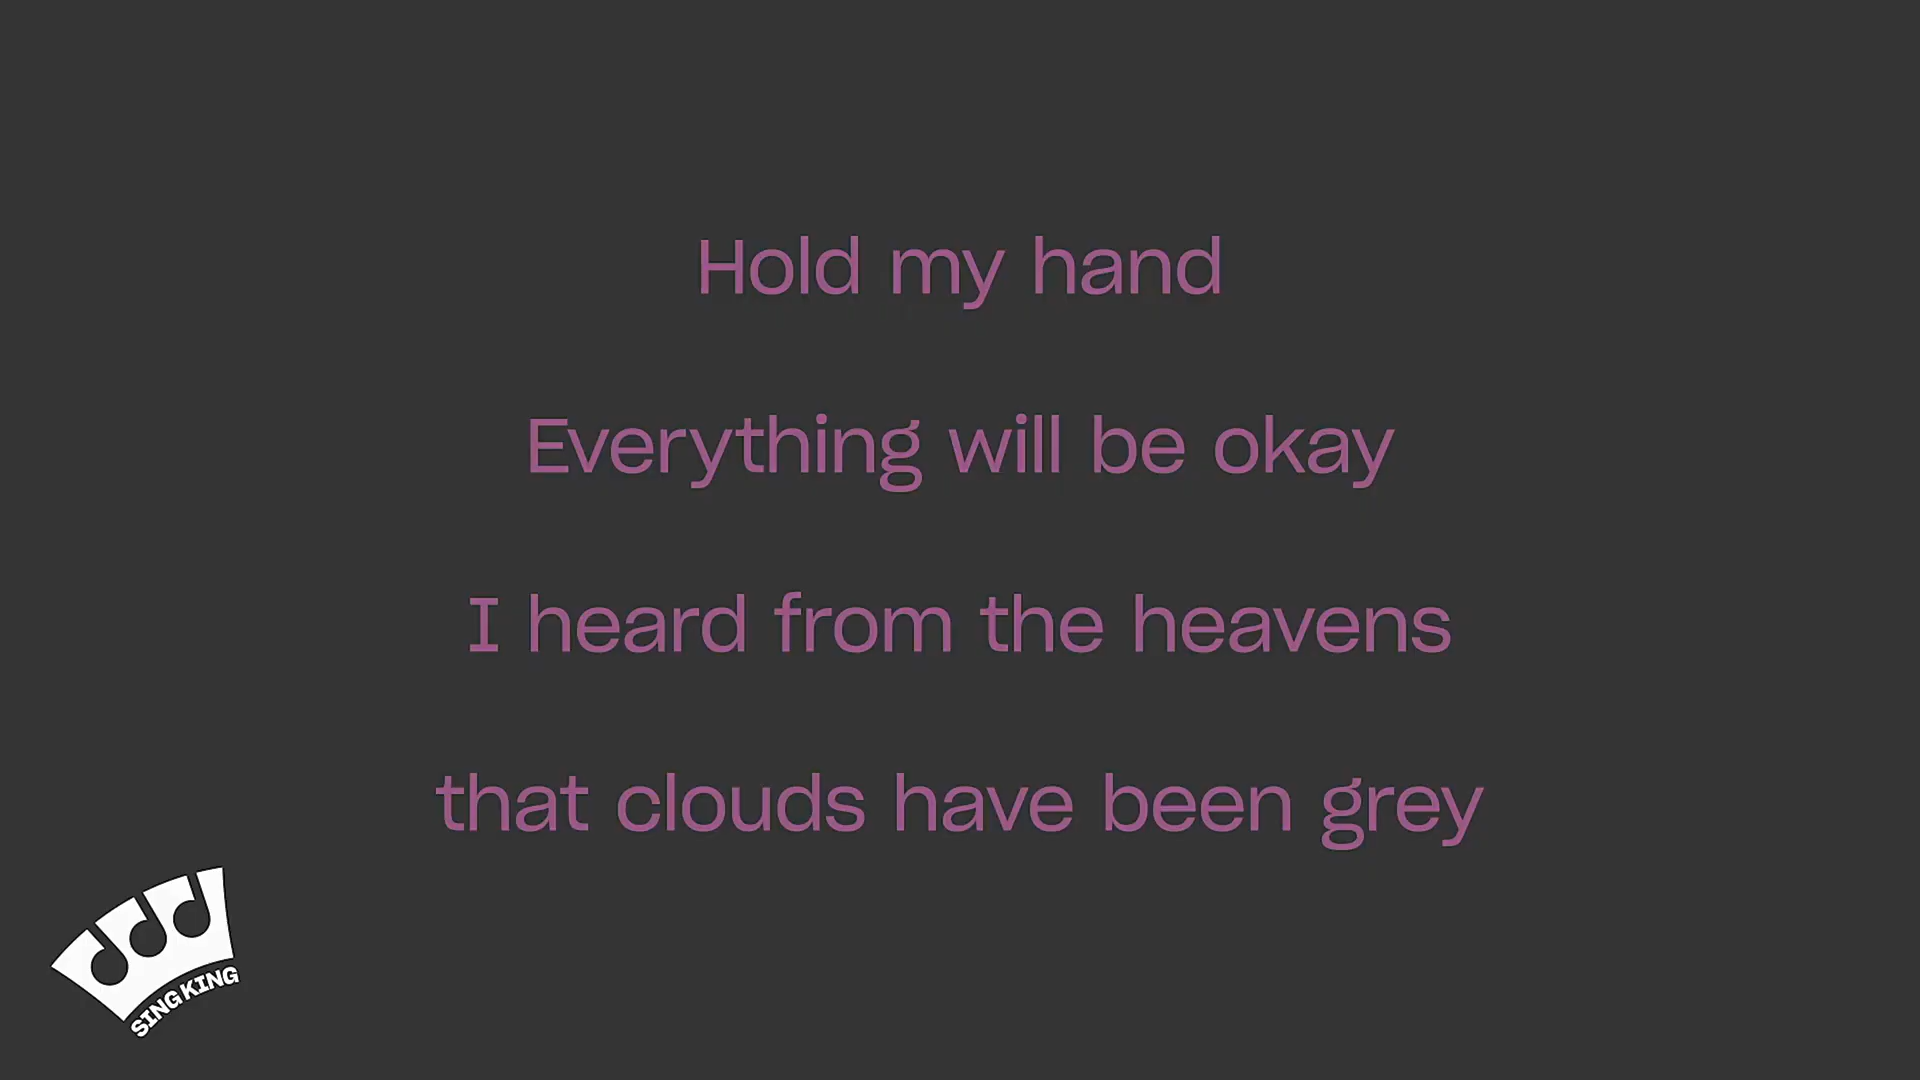 Hold my hand
Everything will be okay
I heard from the heavens
that clouds have been grey
SING KING